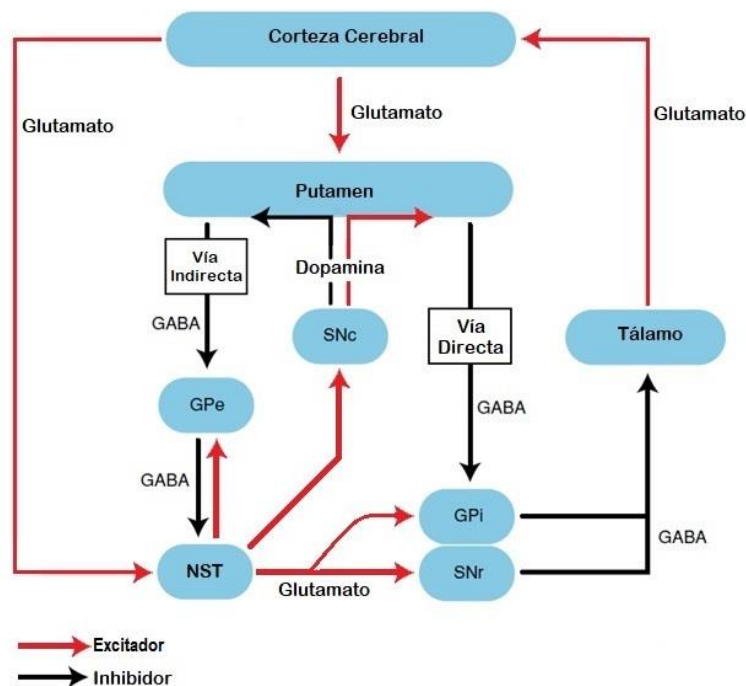 Corteza Cerebral
Glutamato
Glutamato
Glutamato
Putamen
Vía
Indirecta
Dopamina
GABA
SNc
Vía
Directa
Tálamo
GPe
GABA
GABA
GPi
GABA
NST
SNr
Glutamato
Excitador
Inhibidor